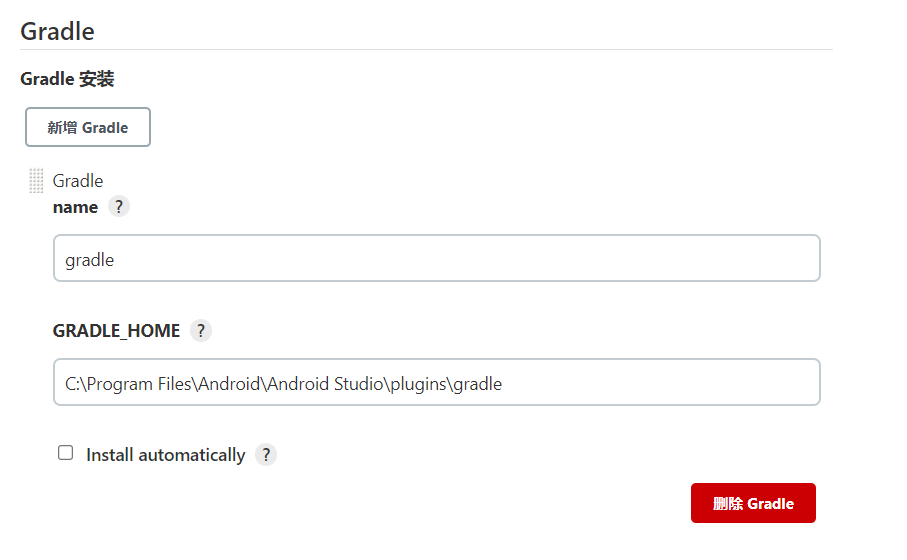 Gradle
Gradle 安装
新增 Gradle
Gradle
name ?
gradle
GRADLE_HOME ?
C:\Program Files\Android\Android Studio\plugins\gradle
Install automatically ?
删除 Gradle